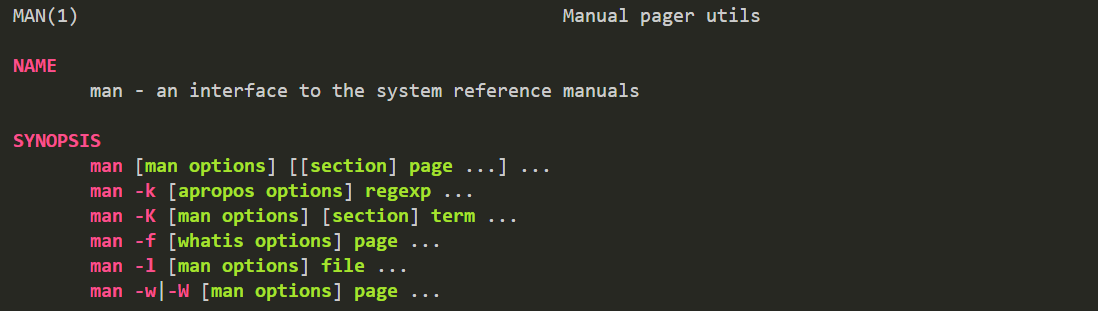 MAN(1) Manual pager utils
NAME
man - an interface to the system reference manuals
SYNOPSIS
man [man options] [[section] page ...] ...
man -k [apropos options] regexp ...
man -K [man options] [section] term ...
man -f [whatis options] page ...
man -l [man options] file ...
man -w|-W [man options] page ...